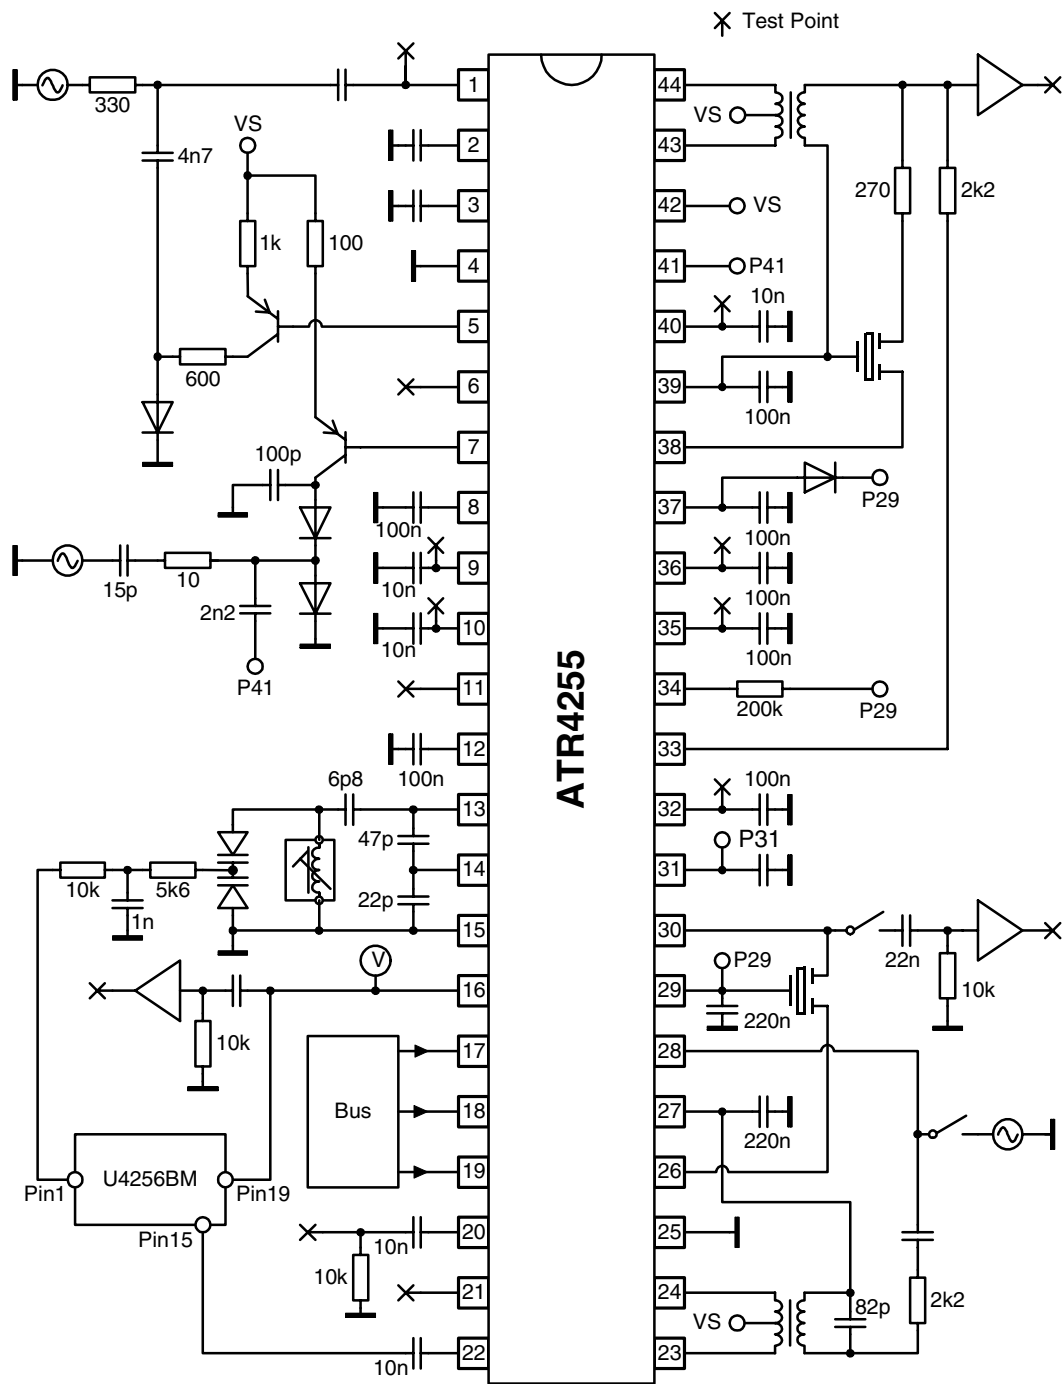 Test Point
1
44
330
VS
VS
4n7
2
43
270
2k2
3
42
VS
1k
100
4
41
P41
10n
5
40
600
6
39
100n
100p
7
38
8
37
P29
100n
100n
9
36
15p
10
10n
100n
2n2
10
35
10n
100n
P41
11
34
200k
P29
ATR4255
12
33
100n
6p8
100n
13
32
47p
P31
10k
5k6
14
31
1n
22p
15
30
22n
V
P29
16
29
10k
10k
220n
17
28
Bus
18
27
220n
U4256BM
19
26
Pin1
Pin19
Pin15
20
25
10n
10k
21
24
82p
2k2
VS
22
23
10n